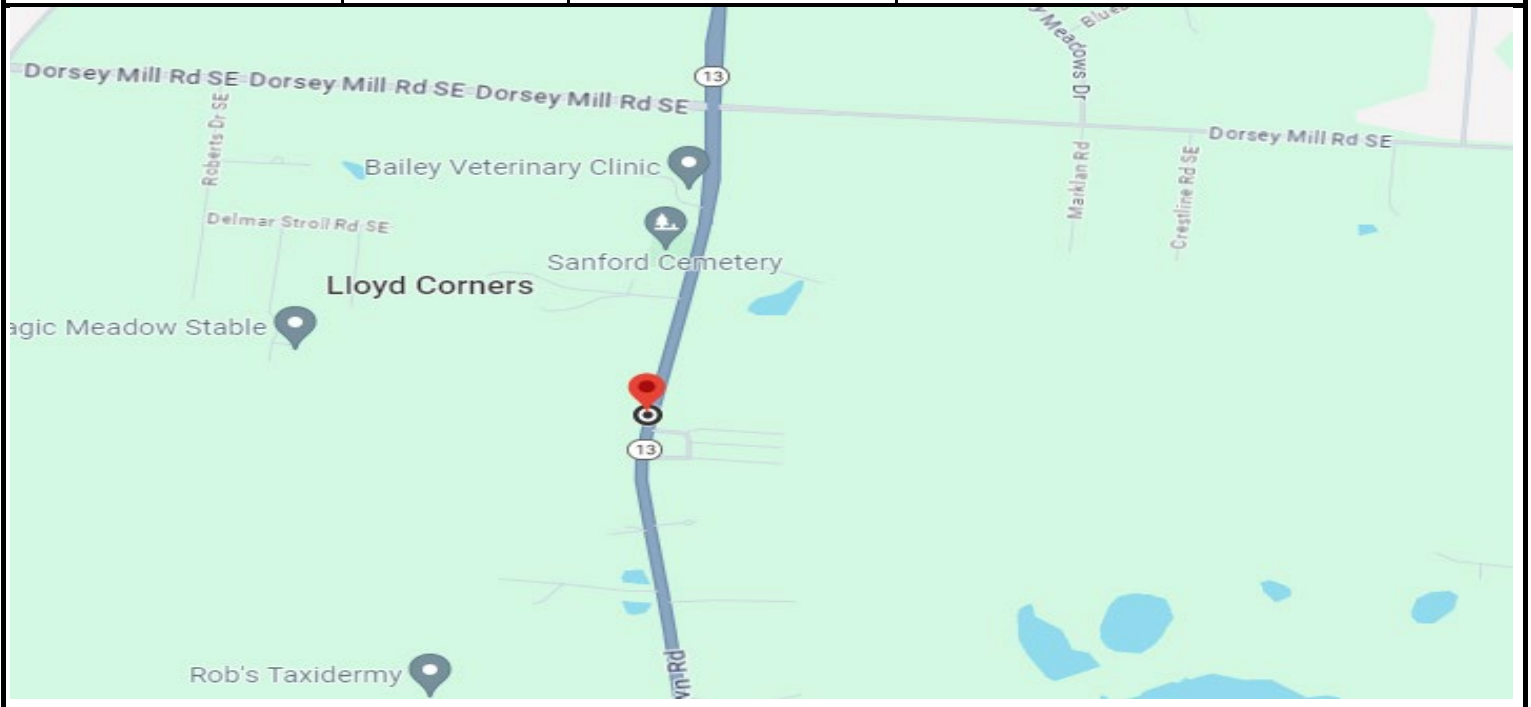 Meadows Dr
13
Dorsey Mill Rd SE
Dorsey Mill Rd SE
Dorsey Mill Rd SE
Dorsey Mill Rd SE
Roberts Dr SE
Bailey Veterinary Clinic
Marklan Rd
Crestline Rd SE
Delmar Stroll Rd SE
Sanford Cemetery
Lloyd Corners
agic Meadow Stable
13
Rob's Taxidermy
Rd